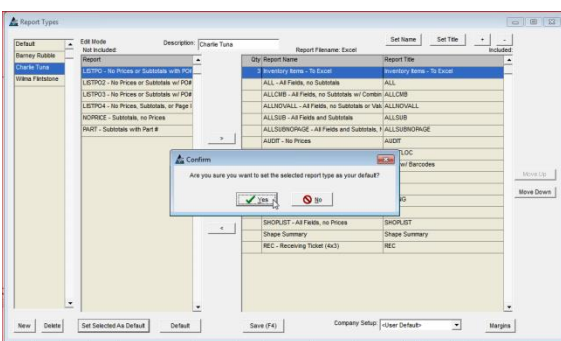 Report Types
Edit Mode
Not Included:
Description: Charlie Tuna
Report Filename: Excel
Set Name
Set Title
+
-
Included
Default
Barney Rubble
Charlie Tuna
Wilma Flintstone
Report
LISTPO - No Prices or Subtotals with PO#
LISTPO2 - No Prices or Subtotals w/ PO#
LISTPO3 - No Prices or Subtotals w/ PO#
LISTPO4 - No Prices, Subtotals, or Page
NOPRICE - Subtotals, no Prices
PART - Subtotals with Part #
>
<
Qty Report Name Report Title
3 Inventory Items - To Excel Inventory Items - To Excel
ALL - All Fields, no Subtotals ALL
ALLCMB - All Fields, no Subtotals w/ Combin ALLCMB
ALLNOVALL - All Fields, no Subtotals or Valu ALLNOVALL
ALLSUB - All Fields and Subtotals ALLSUB
ALLSUBNOPAGE - All Fields and Subtotals, ALLSUBNOPAGE
AUDIT - No Prices AUDIT
TLOC
w/ Barcodes
SHOPLIST - All Fields, no Prices SHOPLIST
Shape Summary Shape Summary
REC - Receiving Ticket (4x3) REC
Confirm
Are you sure you want to set the selected report type as your default?
Yes
No
Move Up
Move Down
New
Delete
Set Selected As Default
Default
Save (F4)
Company Setup: <User Default>
Margins